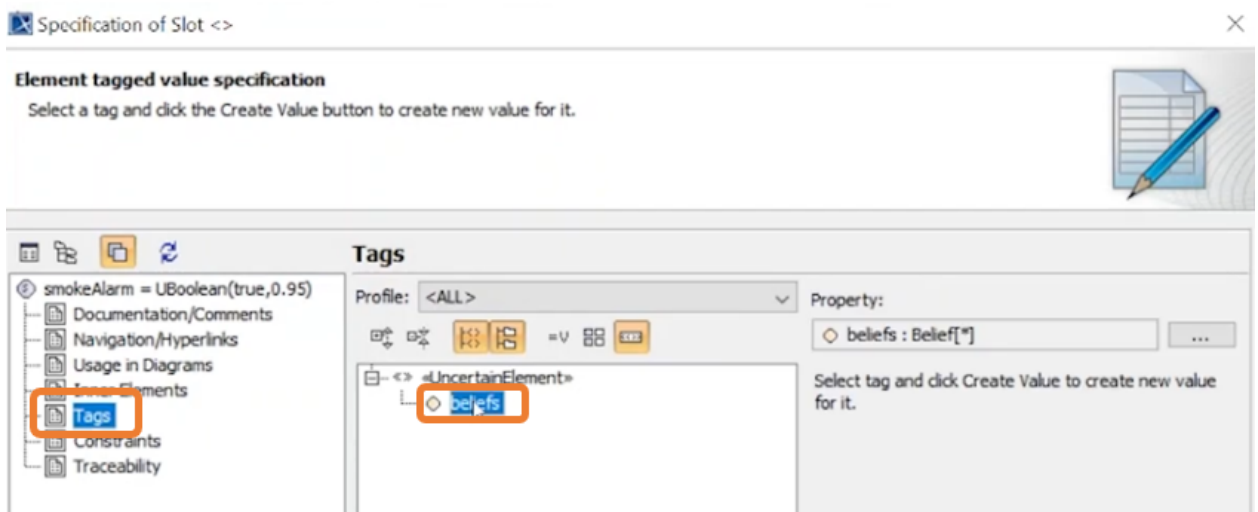 Specification of Slot <>
Element tagged value specification
Select a tag and click the Create Value button to create new value for it.
smokeAlarm = UBoolean(true,0.95)
Documentation/Comments
Navigation/Hyperlinks
Usage in Diagrams
Inner Elements
Tags
Constraints
Traceability
Tags
Profile: <ALL>
=V
«UncertainElement»
beliefs
Property:
beliefs : Belief[*]
...
Select tag and click Create Value to create new value
for it.